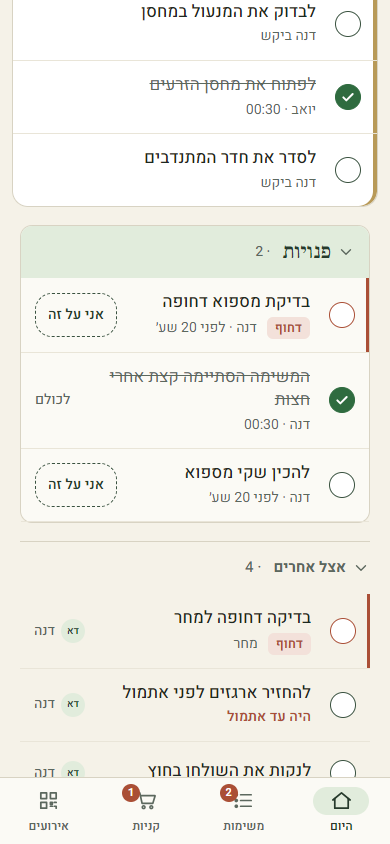 לבדוק את המנעול במחסן
דנה ביקש
לפתוח את מחסן הזרעים
יואב · 00:30
לסדר את חדר המתנדבים
דנה ביקש
פניות · 2
בדיקת מספוא דחופה
דחוף דנה · לפני 20 שע׳
אני על זה
המשימה הסתיימה קצת אחרי
חצות
דנה · 00:30
לכולם
להכין שקי מספוא
דנה · לפני 20 שע׳
אני על זה
אצל אחרים · 4
בדיקה דחופה למחר
דחוף מחר
דא דנה
להחזיר ארגזים לפני אתמול
היה עד אתמול
דא דנה
לנקות את השולחן בחוץ
דא דנה
היום
2
משימות
1
קניות
אירועים